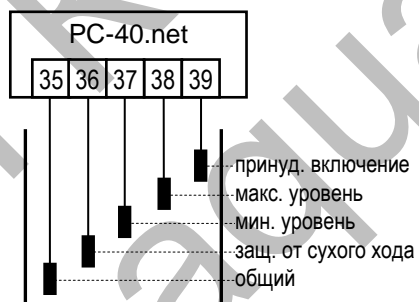 PC-40.net
35 36 37 38 39
принуд. включение
макс. уровень
мин. уровень
защ. от сухого хода
общий